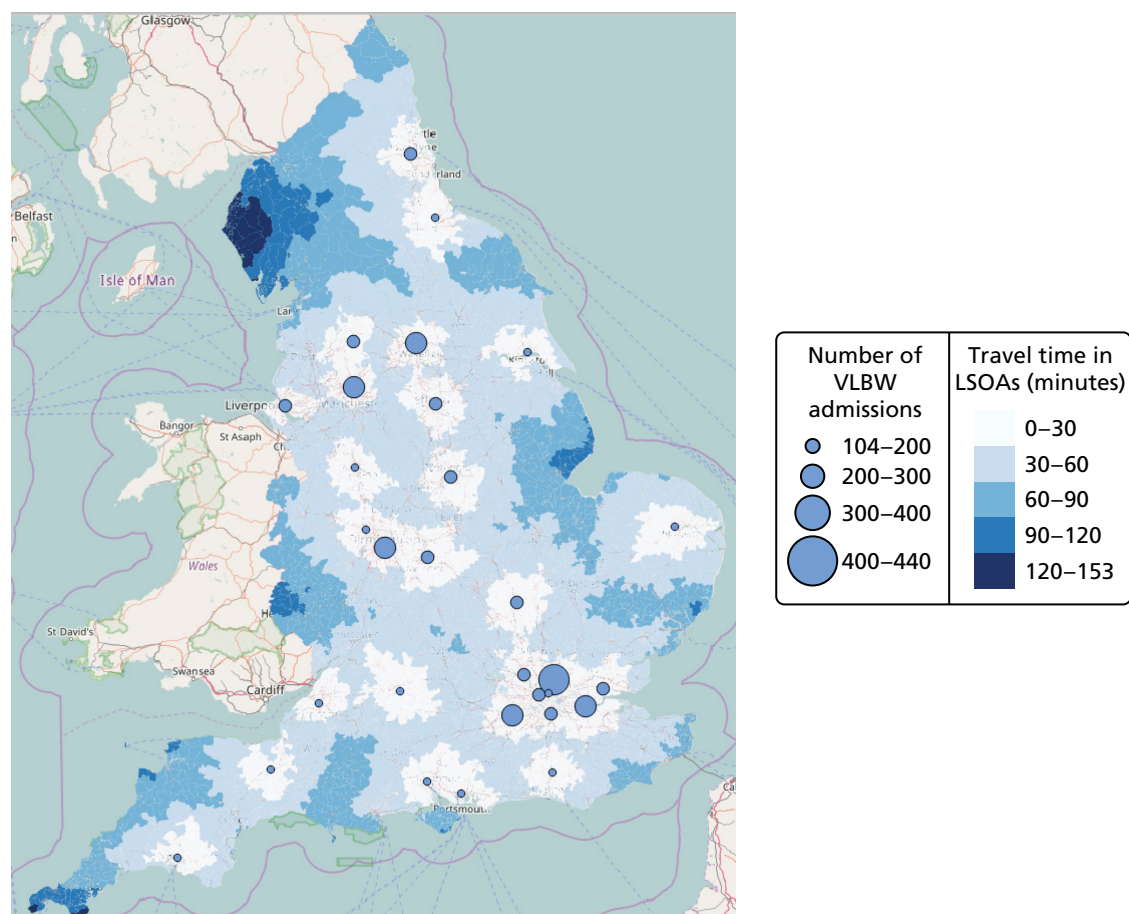 Glasgow
Belfast
Isle of Man
Liverpool
Bangor
St Asaph
Wales
St David's
Swansea
Cardiff
Portsmouth
Number of
VLBW
admissions
104–200
200–300
300–400
400–440
Travel time in
LSOAs (minutes)
0–30
30–60
60–90
90–120
120–153